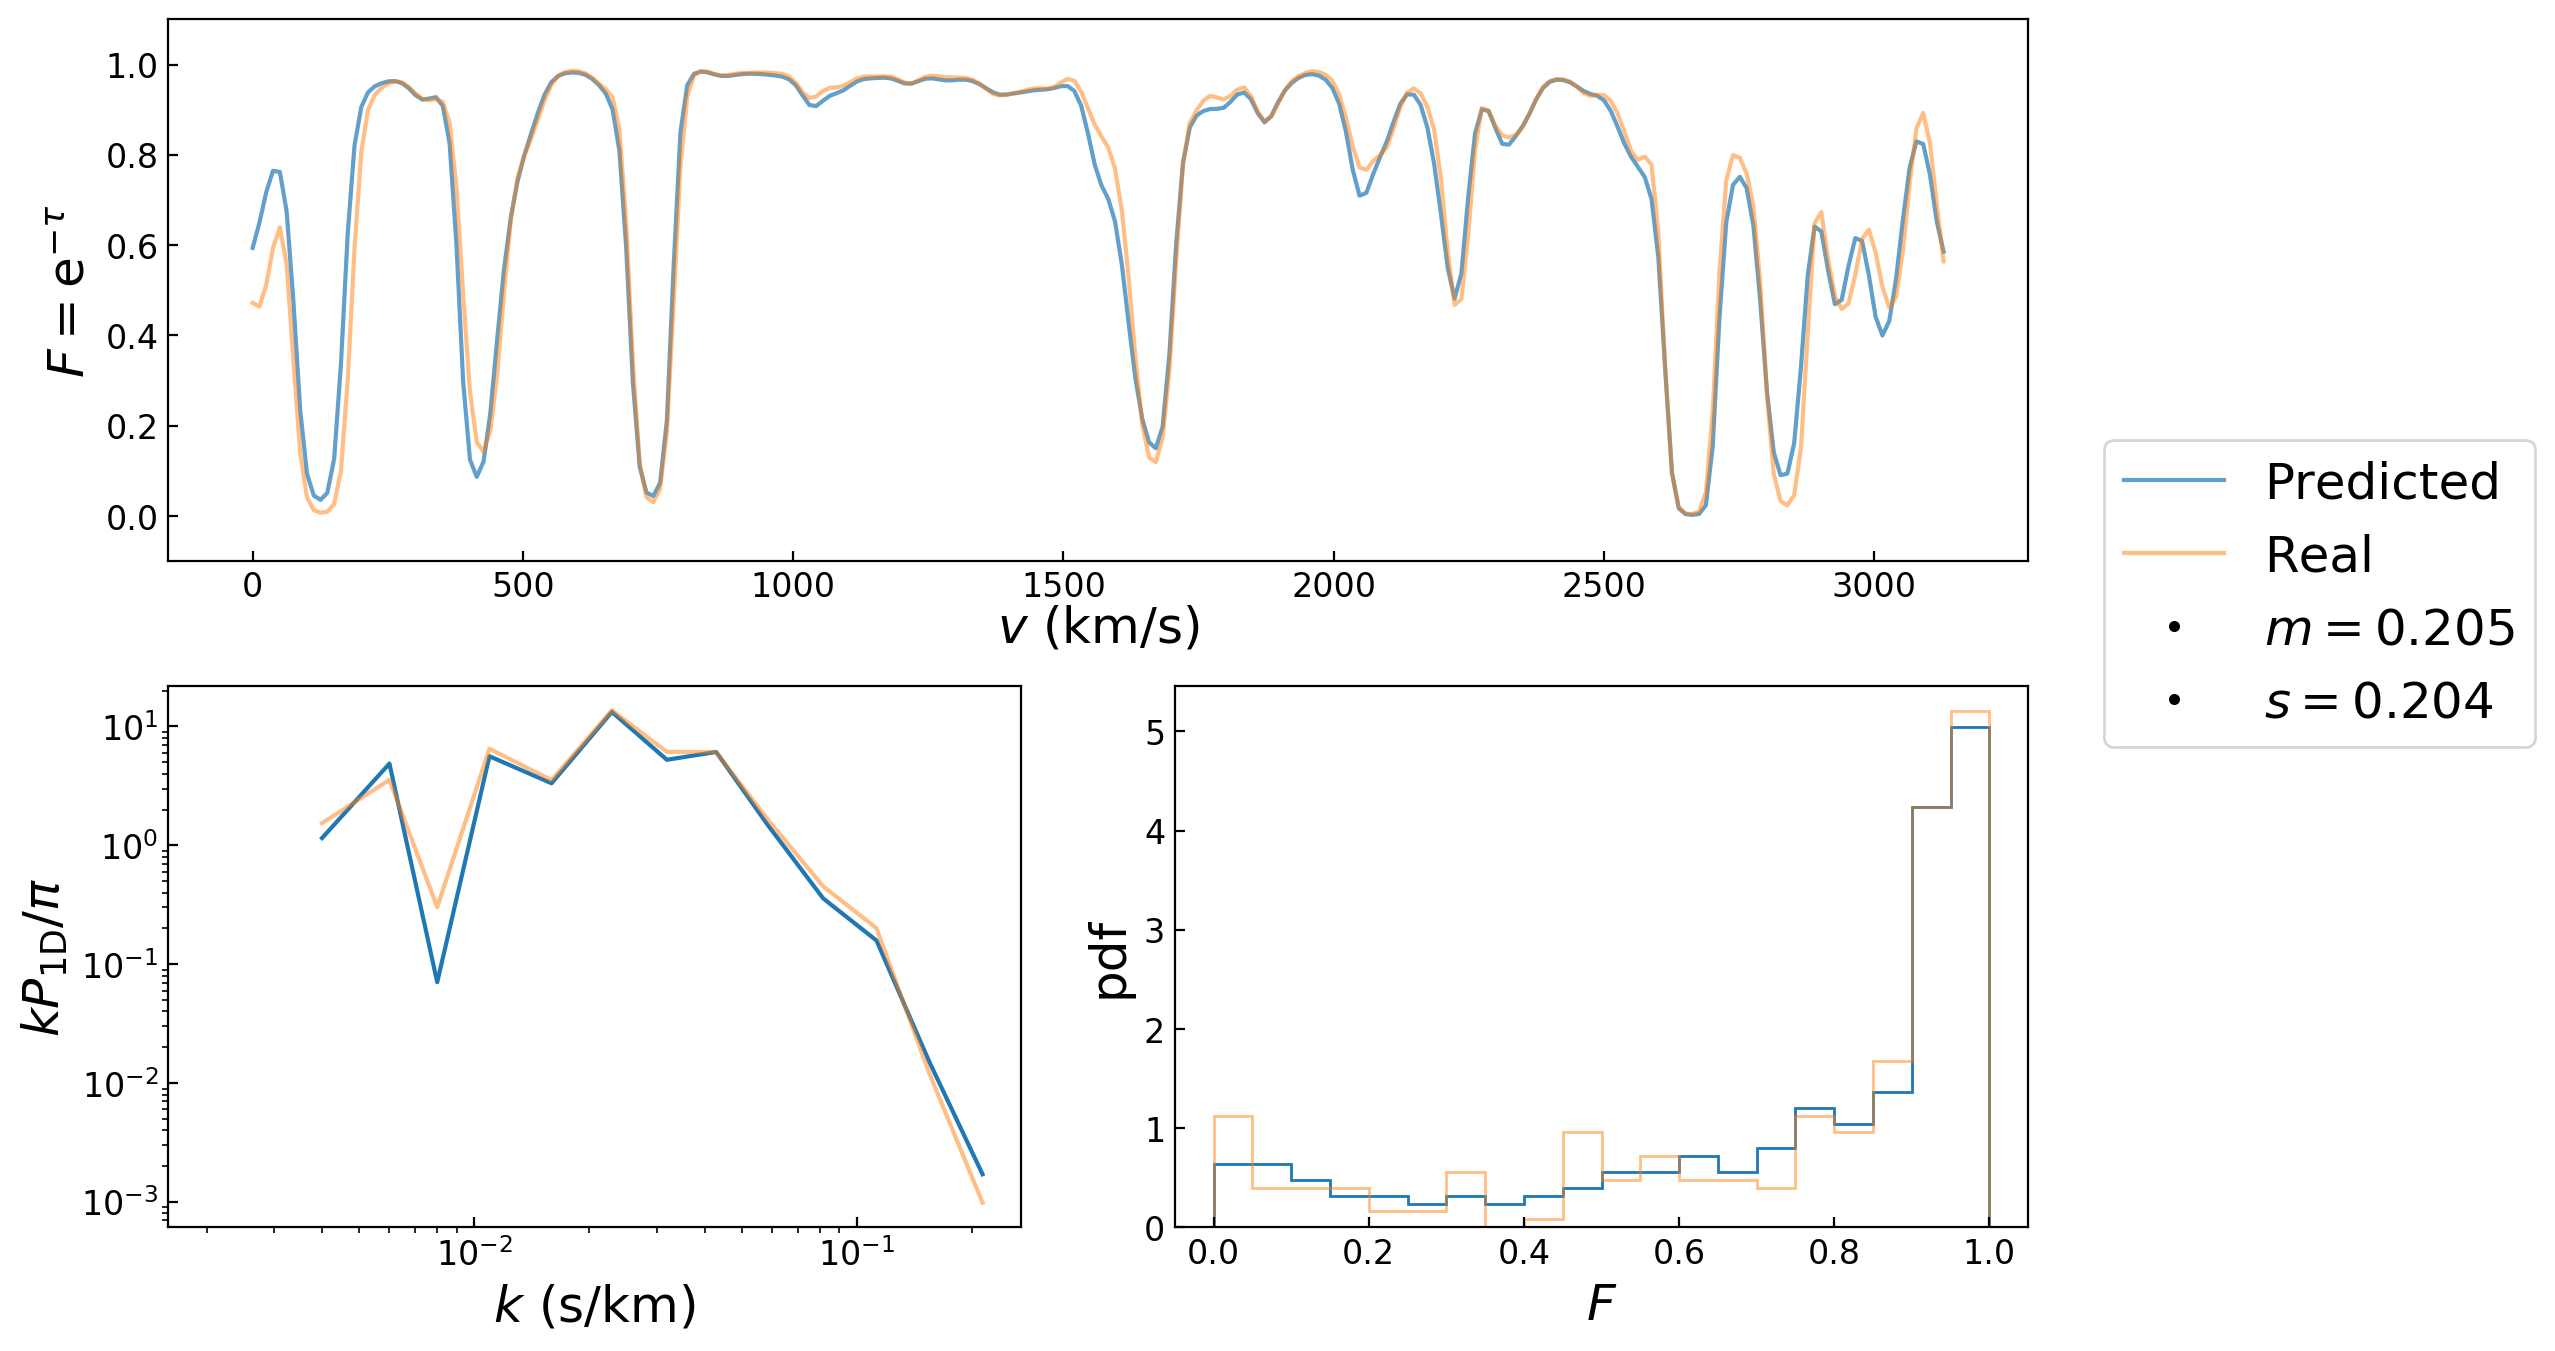 1.0
0.8
0.6
0.4
0.2
0.0
F = e^{−τ}
0 500 1000 1500 2000 2500 3000
v (km/s)
Predicted
Real
m = 0.205
s = 0.204
10^1
10^0
10^{−1}
10^{−2}
10^{−3}
kP_{1D}/π
10^{−2} 10^{−1}
k (s/km)
5
4
3
2
1
0
pdf
0.0 0.2 0.4 0.6 0.8 1.0
F